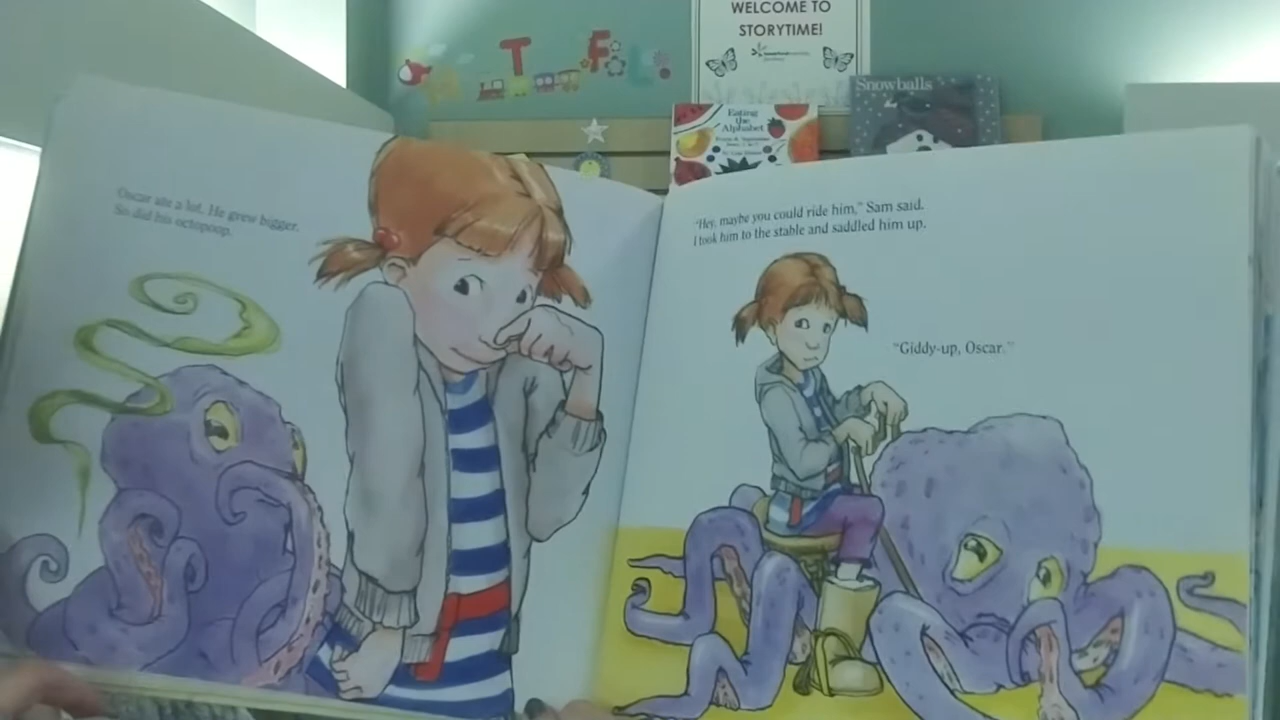 WELCOME TO
STORYTIME!
T F L
Snowballs
Eating
the
Alphabet
Oscar ate a lot. He grew bigger.
So did his octopoop.
"Hey, maybe you could ride him," Sam said.
I took him to the stable and saddled him up.
"Giddy-up, Oscar."